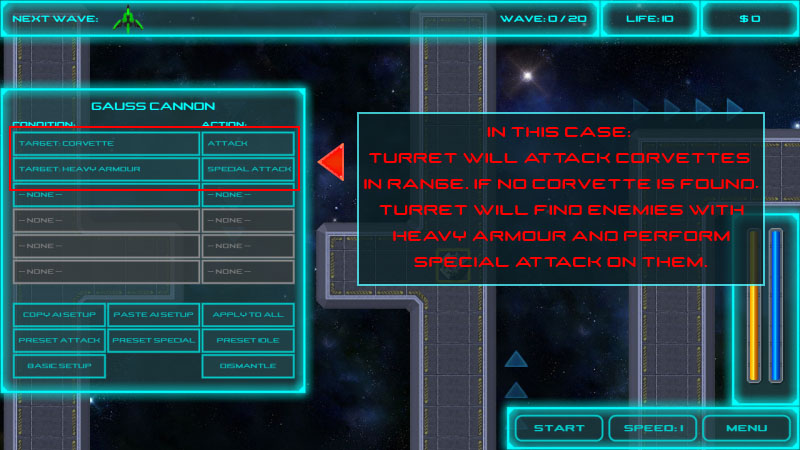 NEXT WAVE:
WAVE: 0 / 20
LIFE: 10
$ 0
GAUSS CANNON
CONDITION:
ACTION:
TARGET: CORVETTE
ATTACK
TARGET: HEAVY ARMOUR
SPECIAL ATTACK
-- NONE --
-- NONE --
-- NONE --
-- NONE --
-- NONE --
-- NONE --
-- NONE --
-- NONE --
COPY AI SETUP
PASTE AI SETUP
APPLY TO ALL
PRESET ATTACK
PRESET SPECIAL
PRESET IDLE
BASIC SETUP
DISMANTLE
IN THIS CASE:
TURRET WILL ATTACK CORVETTES
IN RANGE. IF NO CORVETTE IS FOUND.
TURRET WILL FIND ENEMIES WITH
HEAVY ARMOUR AND PERFORM
SPECIAL ATTACK ON THEM.
START
SPEED: 1
MENU